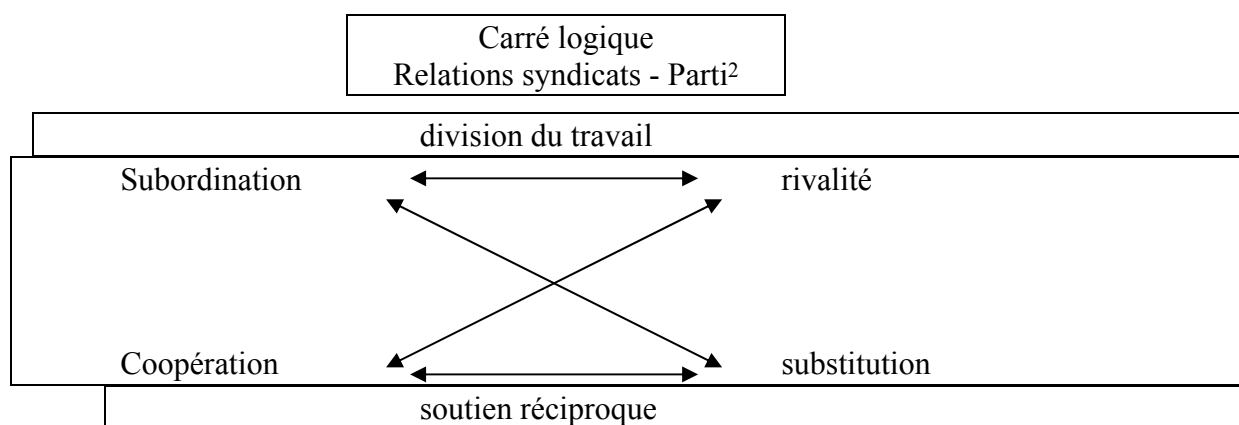 Carré logique
Relations syndicats - Parti²
division du travail
Subordination rivalité
Coopération substitution
soutien réciproque